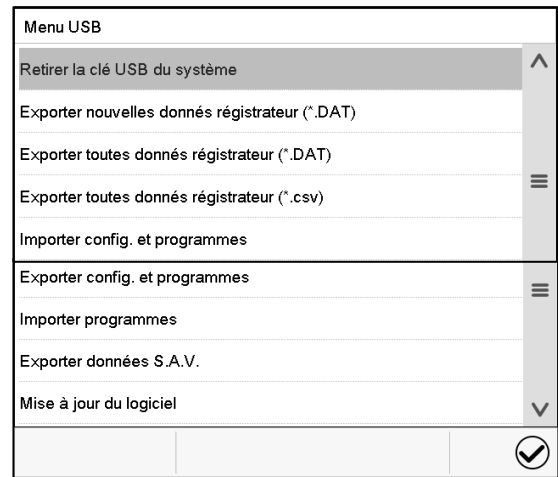 Menu USB
Retirer la clé USB du système
Exporter nouvelles donnés régistrateur (*.DAT)
Exporter toutes donnés régistrateur (*.DAT)
Exporter toutes donnés régistrateur (*.csv)
Importer config. et programmes
Exporter config. et programmes
Importer programmes
Exporter données S.A.V.
Mise à jour du logiciel